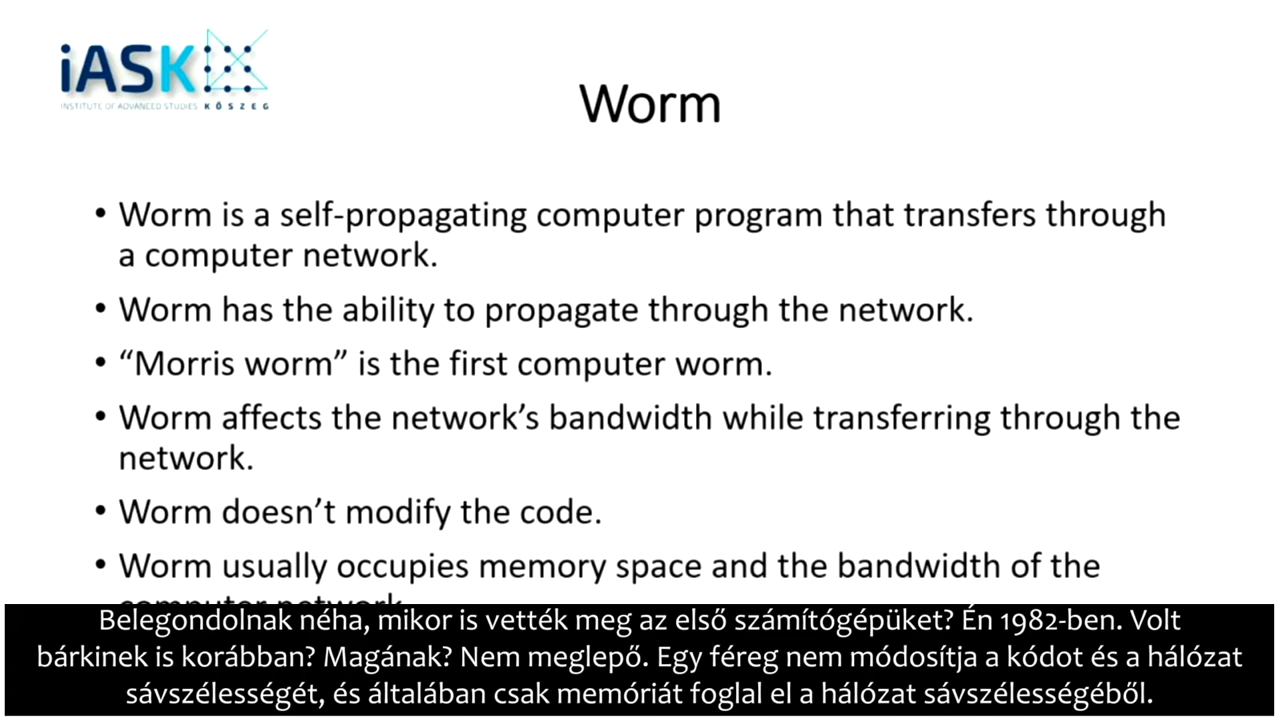 iASK
INSTITUTE OF ADVANCED STUDIES KŐSZEG
Worm
• Worm is a self-propagating computer program that transfers through
a computer network.
• Worm has the ability to propagate through the network.
• “Morris worm” is the first computer worm.
• Worm affects the network’s bandwidth while transferring through the
network.
• Worm doesn’t modify the code.
• Worm usually occupies memory space and the bandwidth of the
computer network.
Belegondolnak néha, mikor is vették meg az első számítógépüket? Én 1982-ben. Volt
bárkinek is korábban? Magának? Nem meglepő. Egy féreg nem módosítja a kódot és a hálózat
sávszélességét, és általában csak memóriát foglal el a hálózat sávszélességéből.